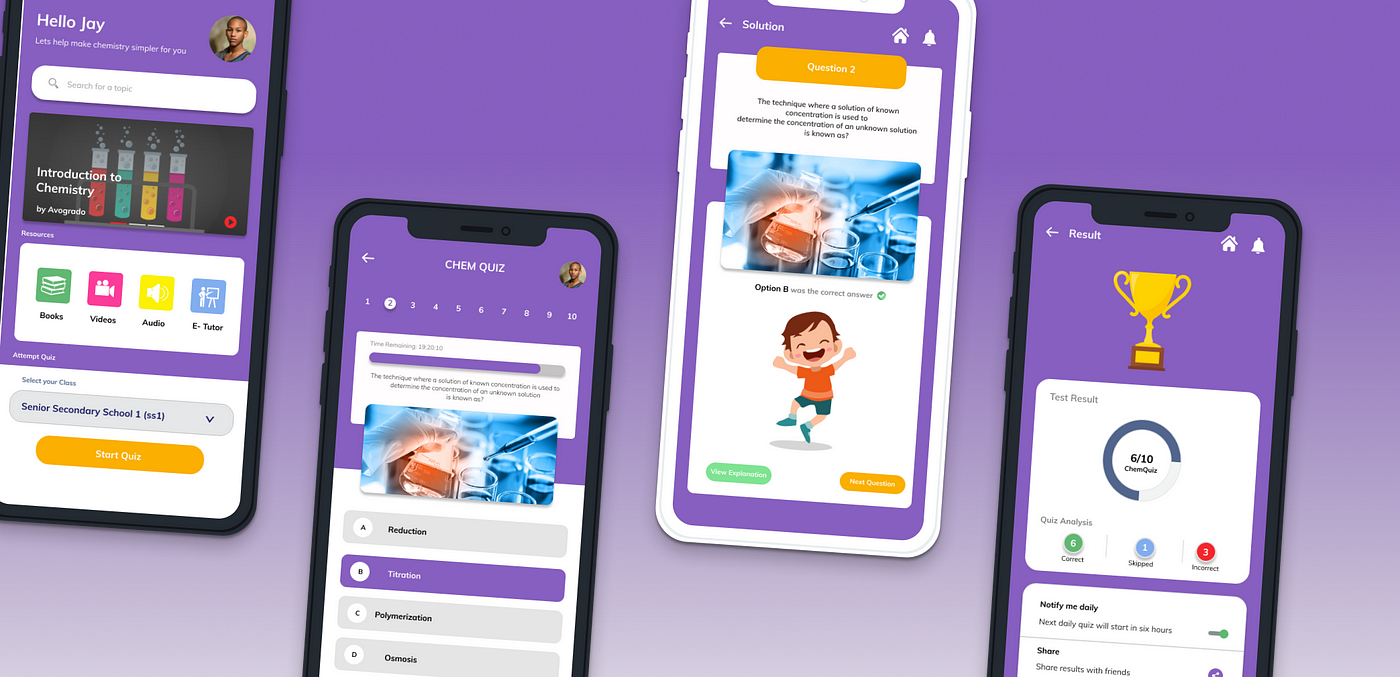 Hello Jay
Lets help make chemistry simpler for you
Search for a topic
Introduction to
Chemistry
by Avogrado
Resources
Books
Videos
Audio
E- Tutor
Attempt Quiz
Select your Class
Senior Secondary School 1 (ss1)
Start Quiz
CHEM QUIZ
1 2 3 4 5 6 7 8 9 10
Time Remaining: 19:20:10
The technique where a solution of known concentration is used to
determine the concentration of an unknown solution
is known as?
A Reduction
B Titration
C Polymerization
D Osmosis
Solution
Question 2
The technique where a solution of known
concentration is used to
determine the concentration of an unknown solution
is known as?
Option B was the correct answer
View Explanation
Next Question
Result
Test Result
6/10
ChemQuiz
Quiz Analysis
6
Correct
1
Skipped
3
Incorrect
Notify me daily
Next daily quiz will start in six hours
Share
Share results with friends